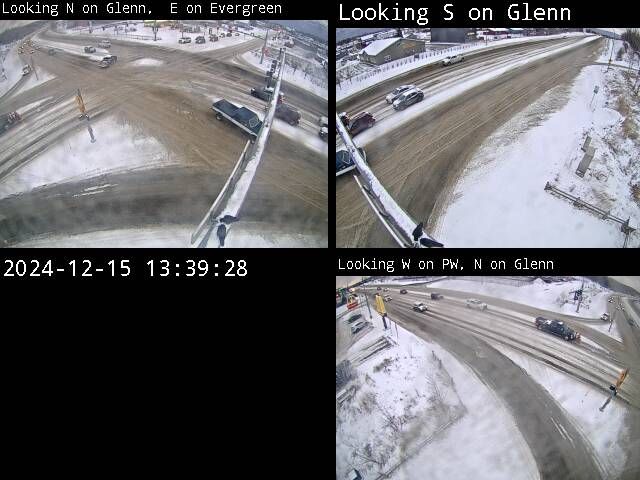 Looking N on Glenn, E on Evergreen
Looking S on Glenn
2024-12-15 13:39:28
Looking W on PW, N on Glenn